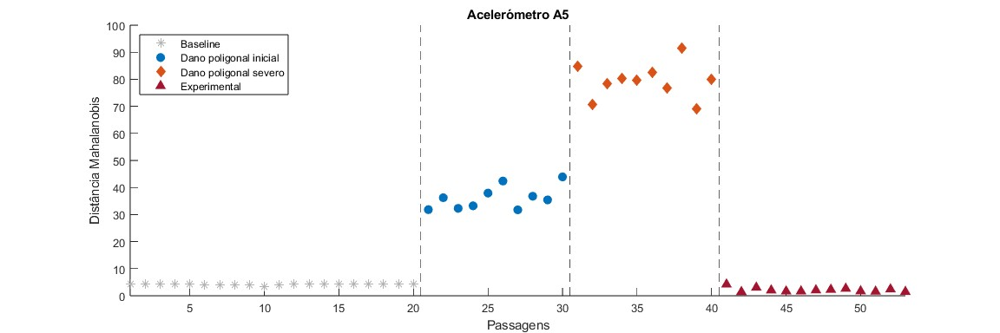 Acelerómetro A5
100
90
80
70
60
50
40
30
20
10
0
Distância Mahalanobis
Baseline
Dano poligonal inicial
Dano poligonal severo
Experimental
5 10 15 20 25 30 35 40 45 50
Passagens